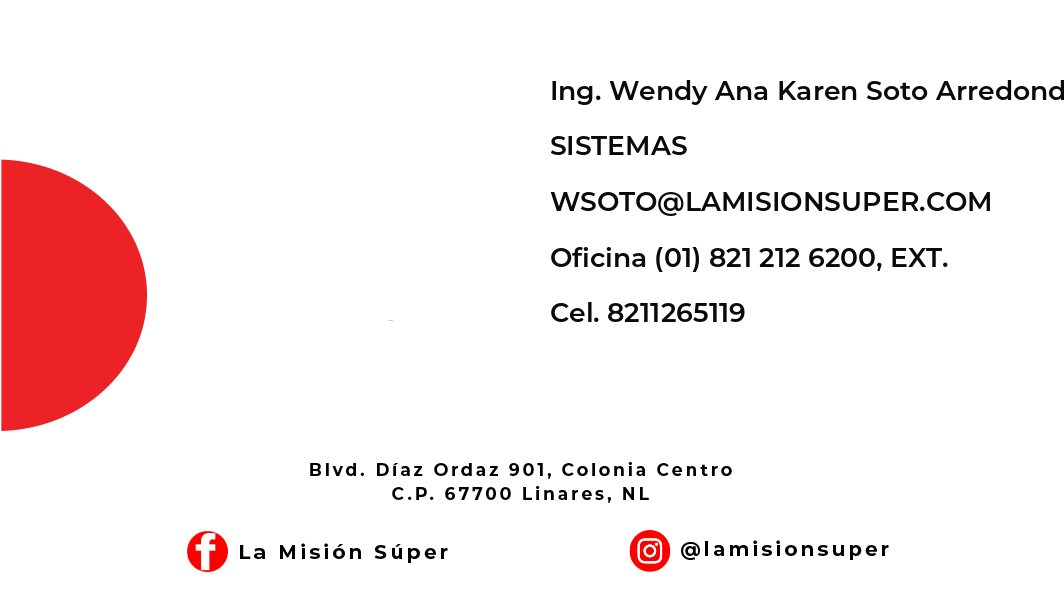 Ing. Wendy Ana Karen Soto Arredond
SISTEMAS
WSOTO@LAMISIONSUPER.COM
Oficina (01) 821 212 6200, EXT.
Cel. 8211265119
Blvd. Díaz Ordaz 901, Colonia Centro
C.P. 67700 Linares, NL
La Misión Súper
@lamisionsuper